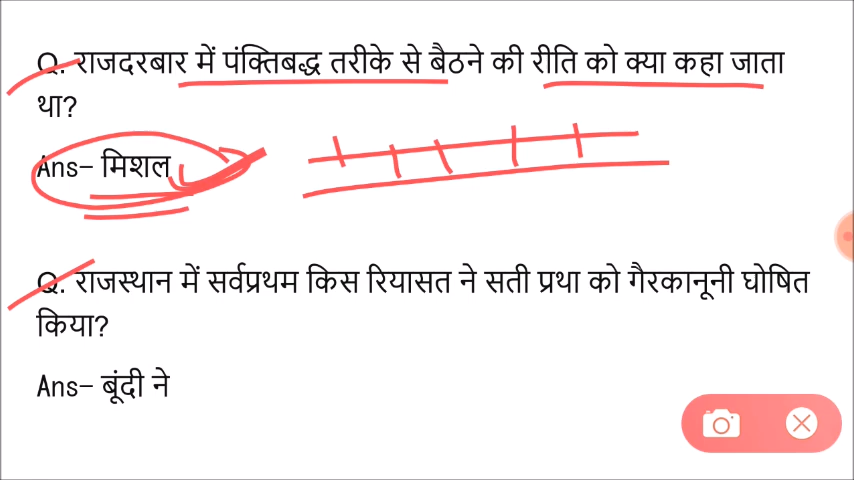 Q. राजदरबार में पंक्तिबद्ध तरीके से बैठने की रीति को क्या कहा जाता
था?
Ans- मिशल
Q. राजस्थान में सर्वप्रथम किस रियासत ने सती प्रथा को गैरकानूनी घोषित
किया?
Ans- बूंदी ने